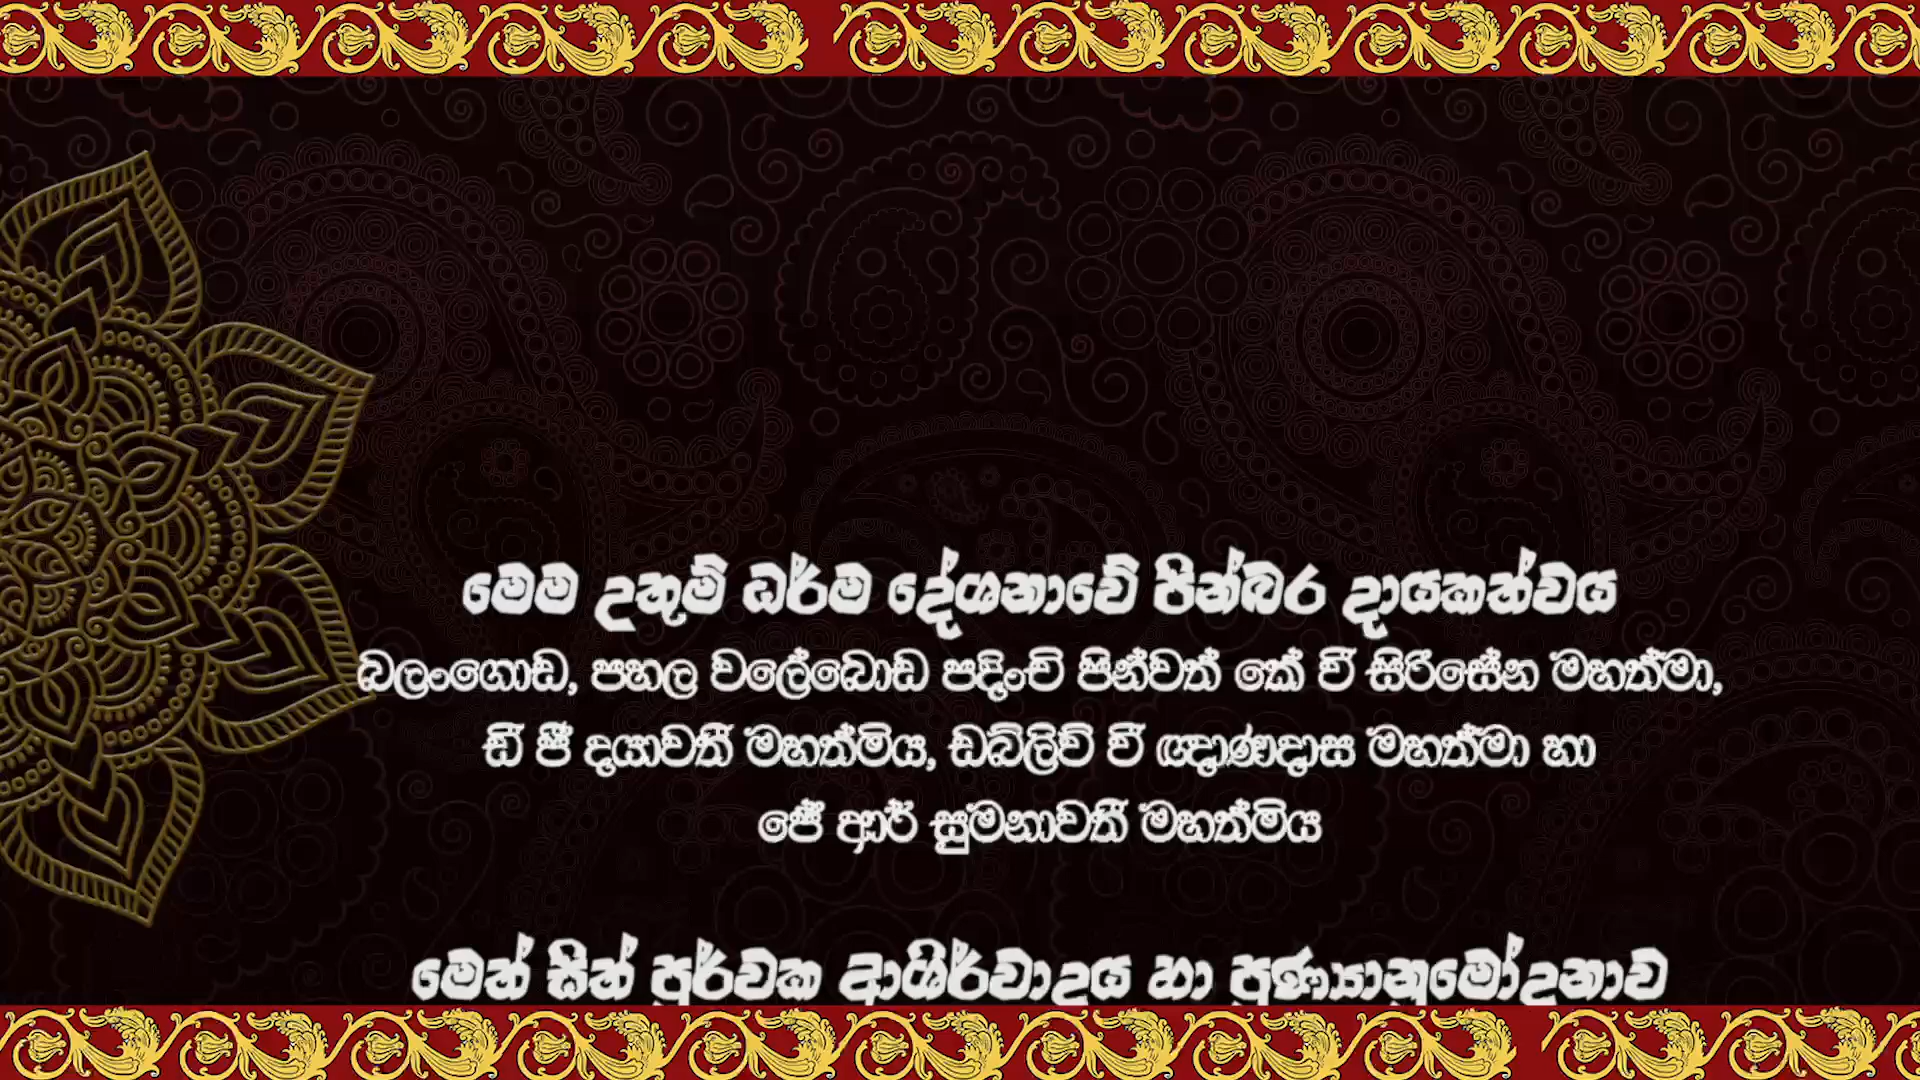 මෙම උතුම් ධර්ම දේශනාවේ පින්බර දායකත්වය
බලංගොඩ, පහල වලේබොඩ පදිංචි පින්වත් කේ වී සිරිසේන මහත්මා,
ඩී ජී දයාවතී මහත්මිය, ඩබ්ලිව් වී ඥාණදාස මහත්මා හා
ජේ ආර් සුමනාවතී මහත්මිය
මෙත් සිත් පූර්වක ආශිර්වාදය හා පුණ්‍යානුමෝදනාව